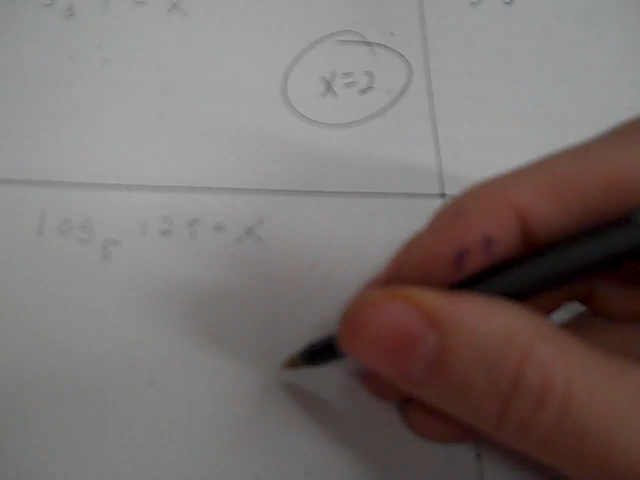 x=2
log₅ 125 = x